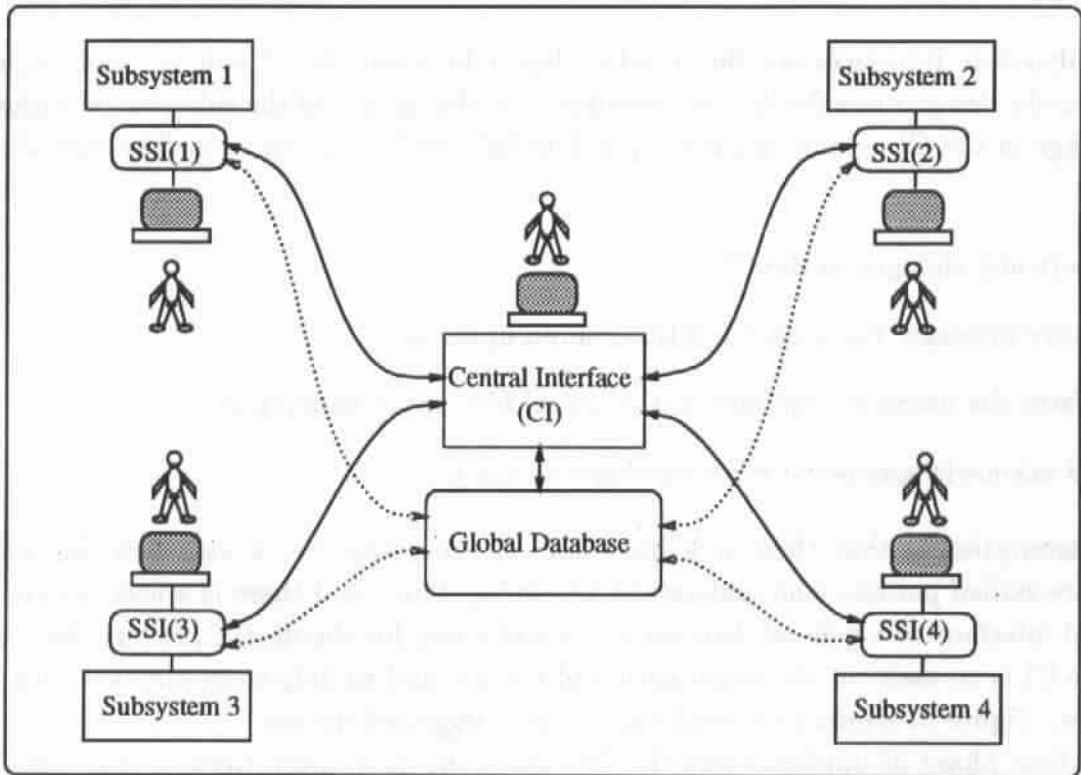 Subsystem 1
Subsystem 2
SSI(1)
SSI(2)
Central Interface
(CI)
Global Database
SSI(3)
SSI(4)
Subsystem 3
Subsystem 4